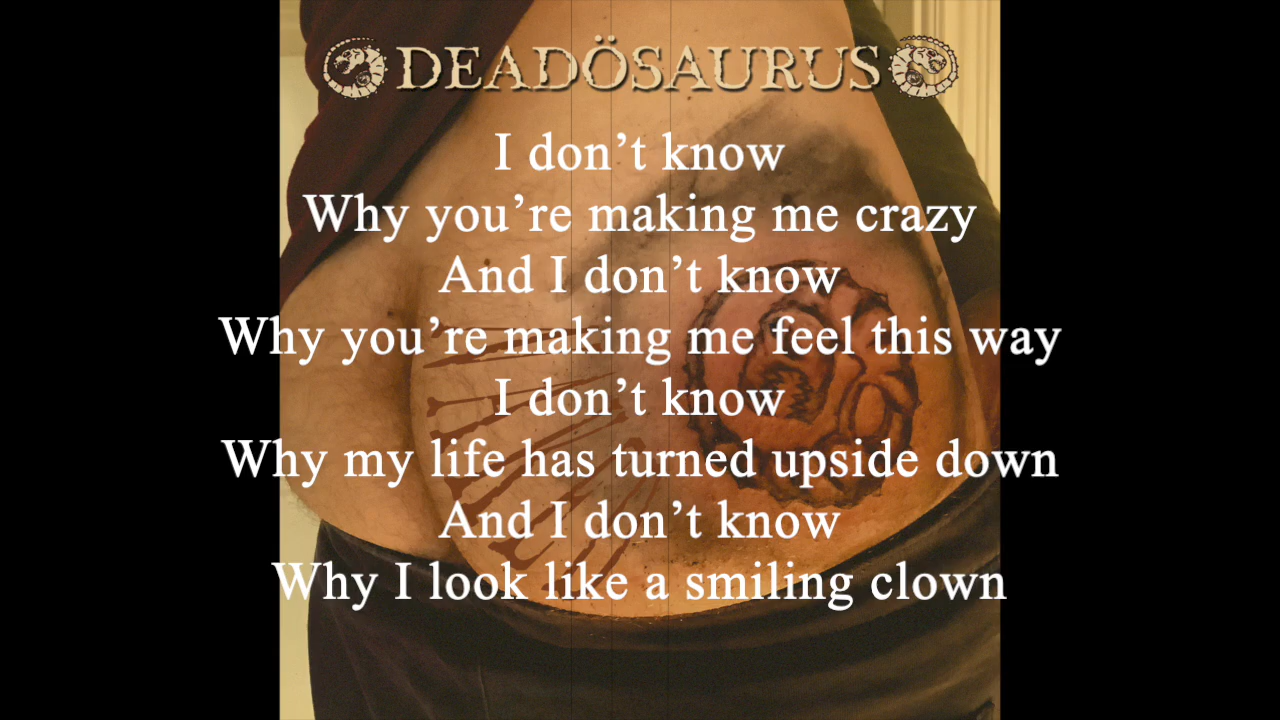 DEADÖSAURUS
I don’t know
Why you’re making me crazy
And I don’t know
Why you’re making me feel this way
I don’t know
Why my life has turned upside down
And I don’t know
Why I look like a smiling clown